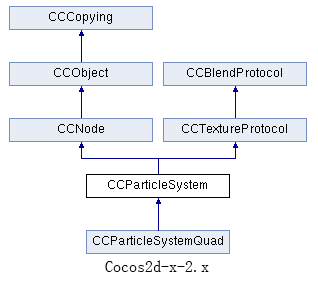 CCCopying
CCObject
CCBlendProtocol
CCNode
CCTextureProtocol
CCParticleSystem
CCParticleSystemQuad
Cocos2d-x-2.x